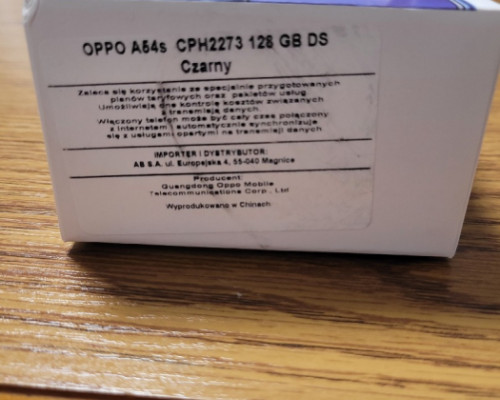 OPPO A54s CPH2273 128 GB DS
Czarny
Zaleca się korzystanie ze specjalnie przygotowanych
planów taryfowych oraz pakietów usług
Umożliwiają one kontrolę kosztów związanych
z transmisją danych.
Włączony telefon może być cały czas połączony
z Internetem i automatycznie synchronizuje
się z usługami opartymi na transmisji danych
IMPORTER I DYSTRYBUTOR:
AB S.A. ul. Europejska 4, 55-040 Magnice
Producent:
Guangdong Oppo Mobile
Telecommunications Corp., Ltd
Wyprodukowano w Chinach